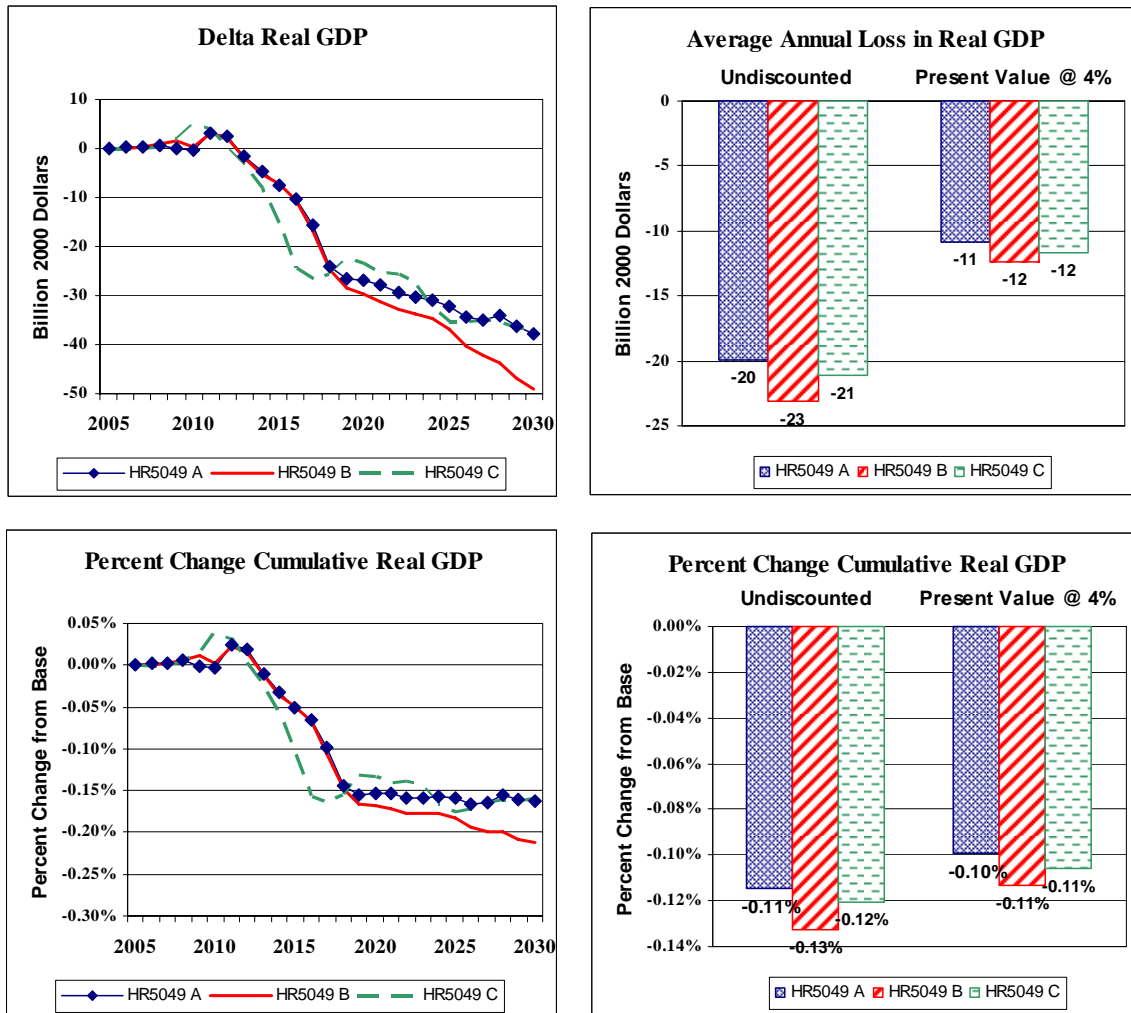 Delta Real GDP
Billion 2000 Dollars
10
0
-10
-20
-30
-40
-50
2005 2010 2015 2020 2025 2030
HR5049 A HR5049 B HR5049 C
Average Annual Loss in Real GDP
Undiscounted Present Value @ 4%
Billion 2000 Dollars
0
-5
-10
-15
-20
-25
-20
-23
-21
-11
-12
-12
HR5049 A HR5049 B HR5049 C
Percent Change Cumulative Real GDP
Percent Change from Base
0.05%
0.00%
-0.05%
-0.10%
-0.15%
-0.20%
-0.30%
2005 2010 2015 2020 2025 2030
HR5049 A HR5049 B HR5049 C
Percent Change Cumulative Real GDP
Undiscounted Present Value @ 4%
Percent Change from Base
0.00%
-0.02%
-0.04%
-0.06%
-0.08%
-0.10%
-0.12%
-0.14%
-0.11%
-0.13%
-0.12%
-0.10%
-0.11%
-0.11%
HR5049 A HR5049 B HR5049 C